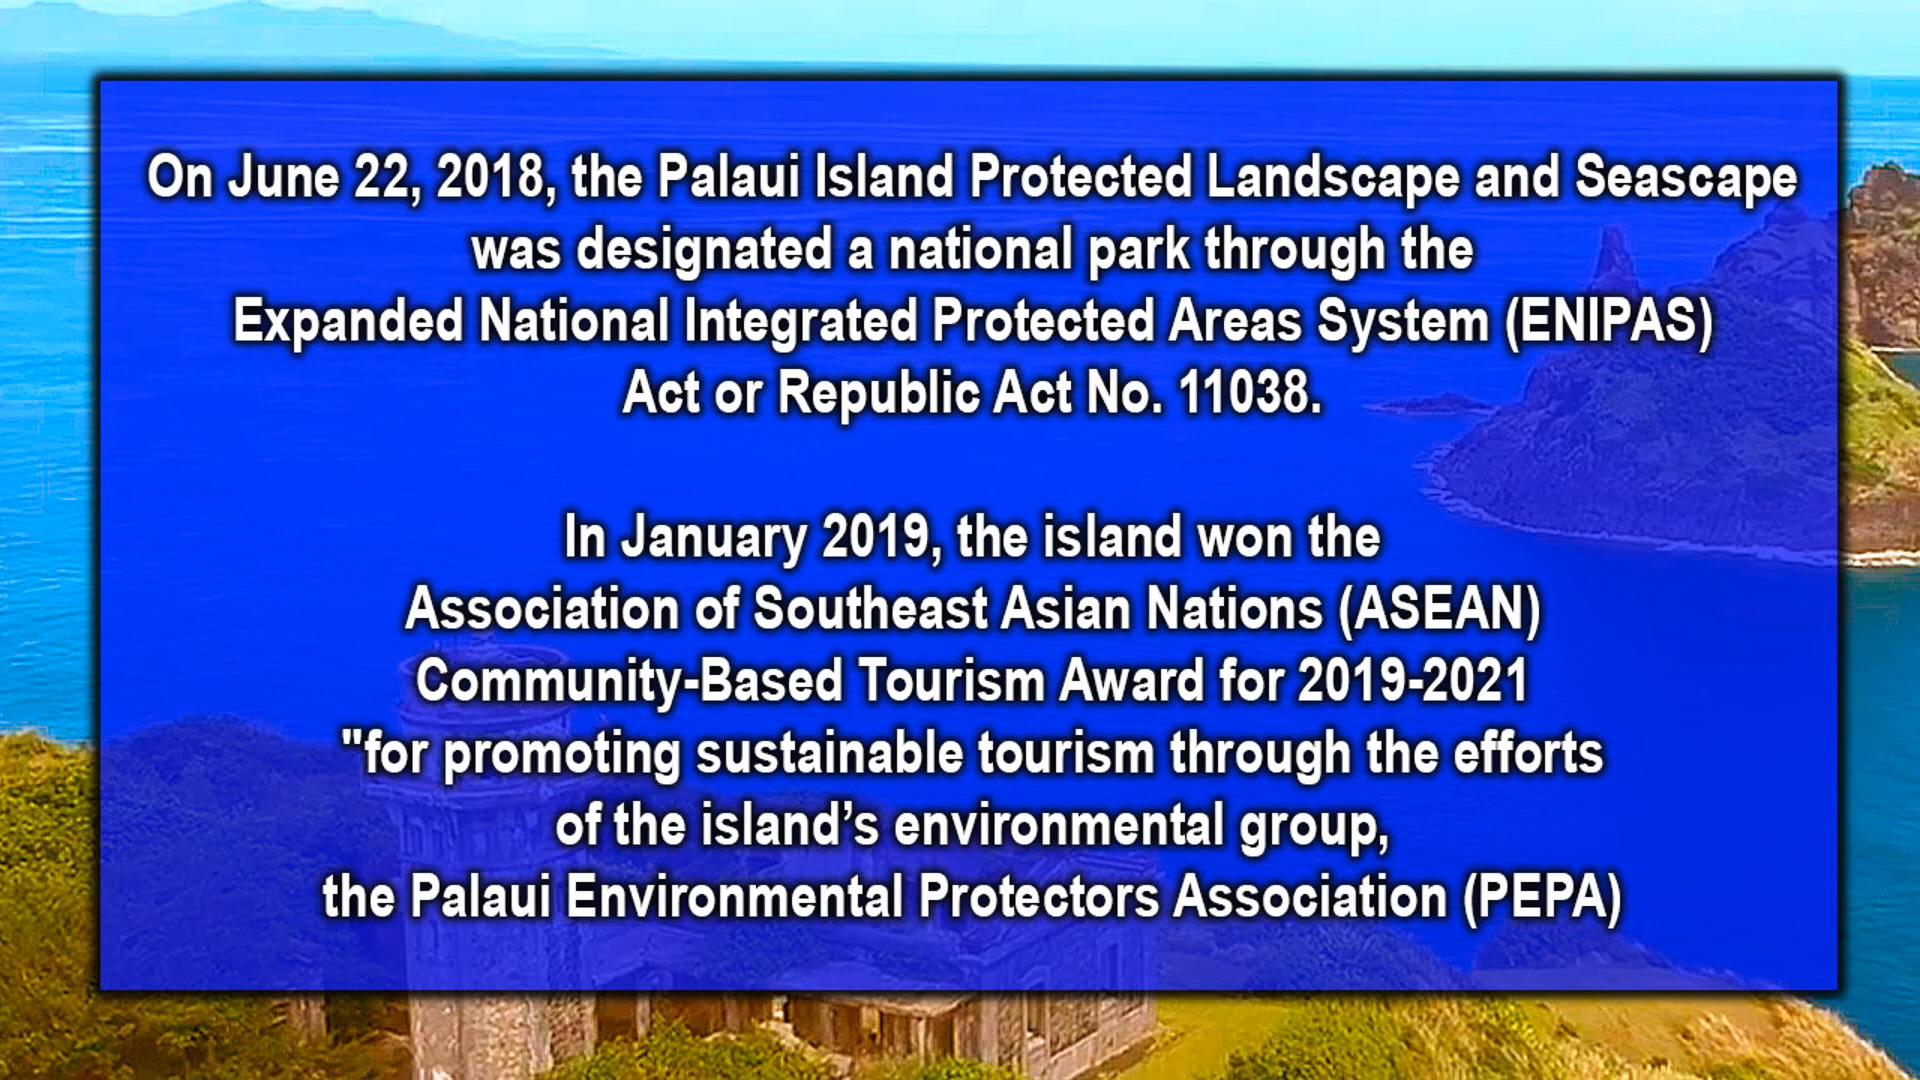 On June 22, 2018, the Palaui Island Protected Landscape and Seascape
was designated a national park through the
Expanded National Integrated Protected Areas System (ENIPAS)
Act or Republic Act No. 11038.
In January 2019, the island won the
Association of Southeast Asian Nations (ASEAN)
Community-Based Tourism Award for 2019-2021
"for promoting sustainable tourism through the efforts
of the island’s environmental group,
the Palaui Environmental Protectors Association (PEPA)